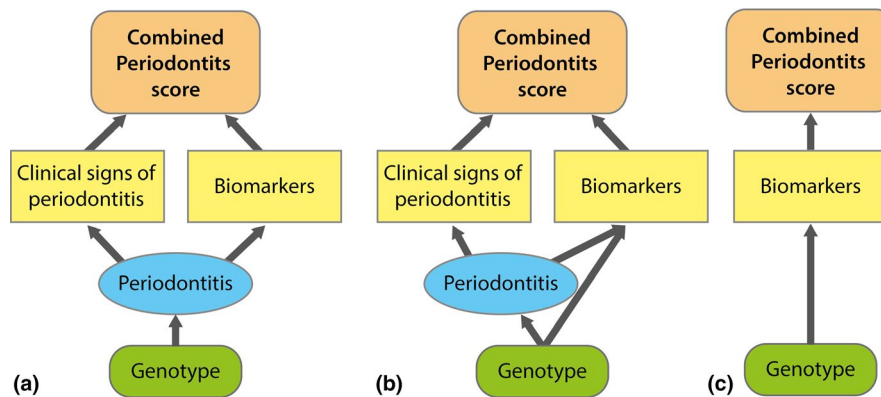 Combined
Periodontits
score
Clinical signs of
periodontitis
Biomarkers
Periodontitis
Genotype
(a)
Combined
Periodontits
score
Clinical signs of
periodontitis
Biomarkers
Periodontitis
Genotype
(b)
Combined
Periodontits
score
Biomarkers
Genotype
(c)